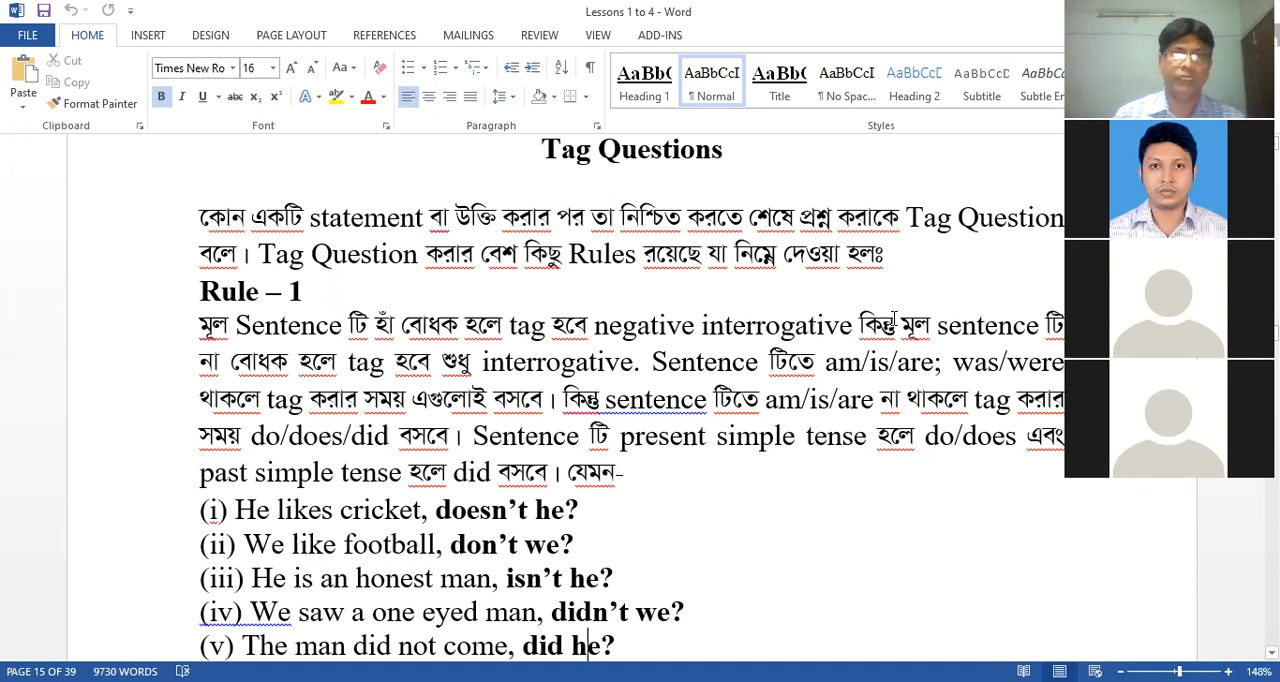 Lessons 1 to 4 - Word
FILE HOME INSERT DESIGN PAGE LAYOUT REFERENCES MAILINGS REVIEW VIEW ADD-INS
Cut
Copy
Format Painter
Paste
Clipboard
Times New Ro 16
Font
Paragraph
AaBbC AaBbCcI AaBbC AaBbCcI AaBbCcD AaBbCcD AaBbCcD
Heading 1 ¶ Normal Title ¶ No Spac... Heading 2 Subtitle Subtle Em
Styles
Tag Questions
কোন একটি statement বা উক্তি করার পর তা নিশ্চিত করতে শেষে প্রশ্ন করাকে Tag Question
বলে। Tag Question করার বেশ কিছু Rules রয়েছে যা নিম্নে দেওয়া হলঃ
Rule – 1
মূল Sentence টি হাঁ বোধক হলে tag হবে negative interrogative কিন্তু মূল sentence টি
না বোধক হলে tag হবে শুধু interrogative. Sentence টিতে am/is/are; was/were
থাকলে tag করার সময় এগুলোই বসবে। কিন্তু sentence টিতে am/is/are না থাকলে tag করার
সময় do/does/did বসবে। Sentence টি present simple tense হলে do/does এবং
past simple tense হলে did বসবে। যেমন-
(i) He likes cricket, doesn’t he?
(ii) We like football, don’t we?
(iii) He is an honest man, isn’t he?
(iv) We saw a one eyed man, didn’t we?
(v) The man did not come, did he?
PAGE 15 OF 39 9730 WORDS 148%